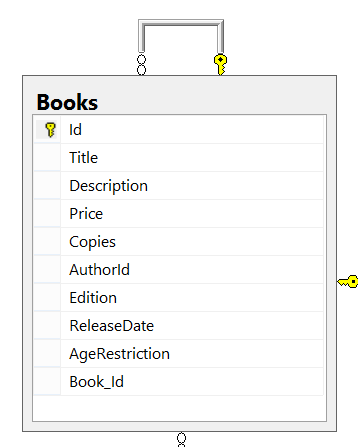 Books
Id
Title
Description
Price
Copies
AuthorId
Edition
ReleaseDate
AgeRestriction
Book_Id